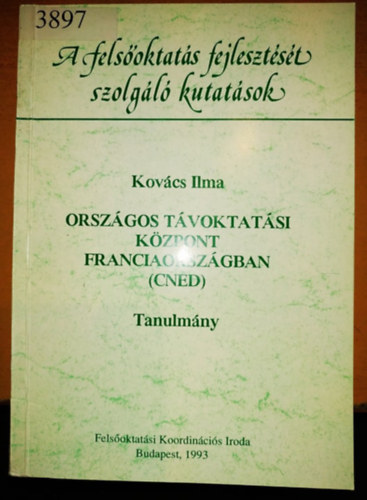 3897
A felsőoktatás fejlesztését
szolgáló kutatások
Kovács Ilma
ORSZÁGOS TÁVOKTATÁSI
KÖZPONT
FRANCIAORSZÁGBAN
(CNED)
Tanulmány
Felsőoktatási Koordinációs Iroda
Budapest, 1993